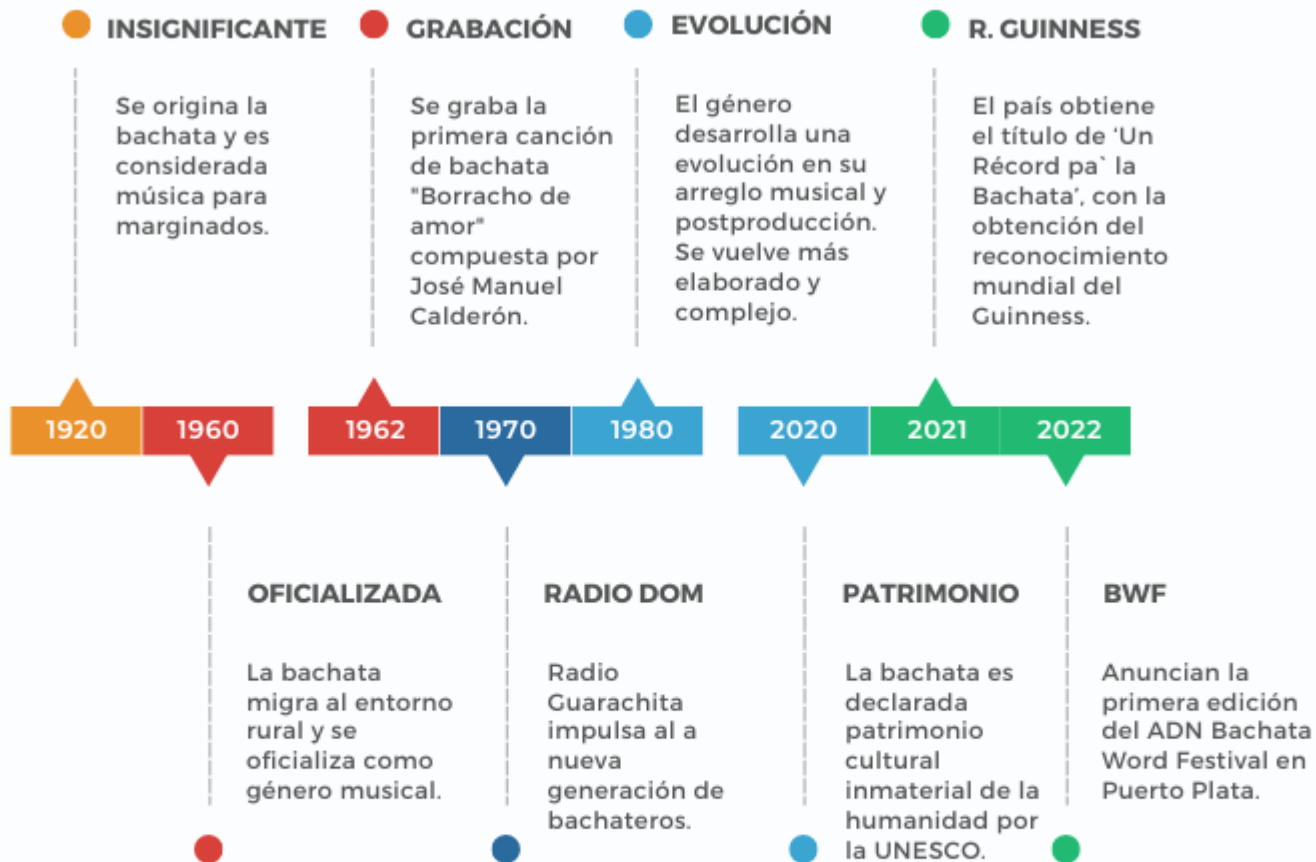 INSIGNIFICANTE
Se origina la
bachata y es
considerada
música para
marginados.
GRABACIÓN
Se graba la
primera canción
de bachata
"Borracho de
amor"
compuesta por
José Manuel
Calderón.
EVOLUCIÓN
El género
desarrolla una
evolución en su
arreglo musical y
postproducción.
Se vuelve más
elaborado y
complejo.
R. GUINNESS
El país obtiene
el título de ‘Un
Récord pa` la
Bachata’, con la
obtención del
reconocimiento
mundial del
Guinness.
1920
1960
1962
1970
1980
2020
2021
2022
OFICIALIZADA
La bachata
migra al entorno
rural y se
oficializa como
género musical.
RADIO DOM
Radio
Guarachita
impulsa al a
nueva
generación de
bachateros.
PATRIMONIO
La bachata es
declarada
patrimonio
cultural
inmaterial de la
humanidad por
la UNESCO.
BWF
Anuncian la
primera edición
del ADN Bachata
Word Festival en
Puerto Plata.